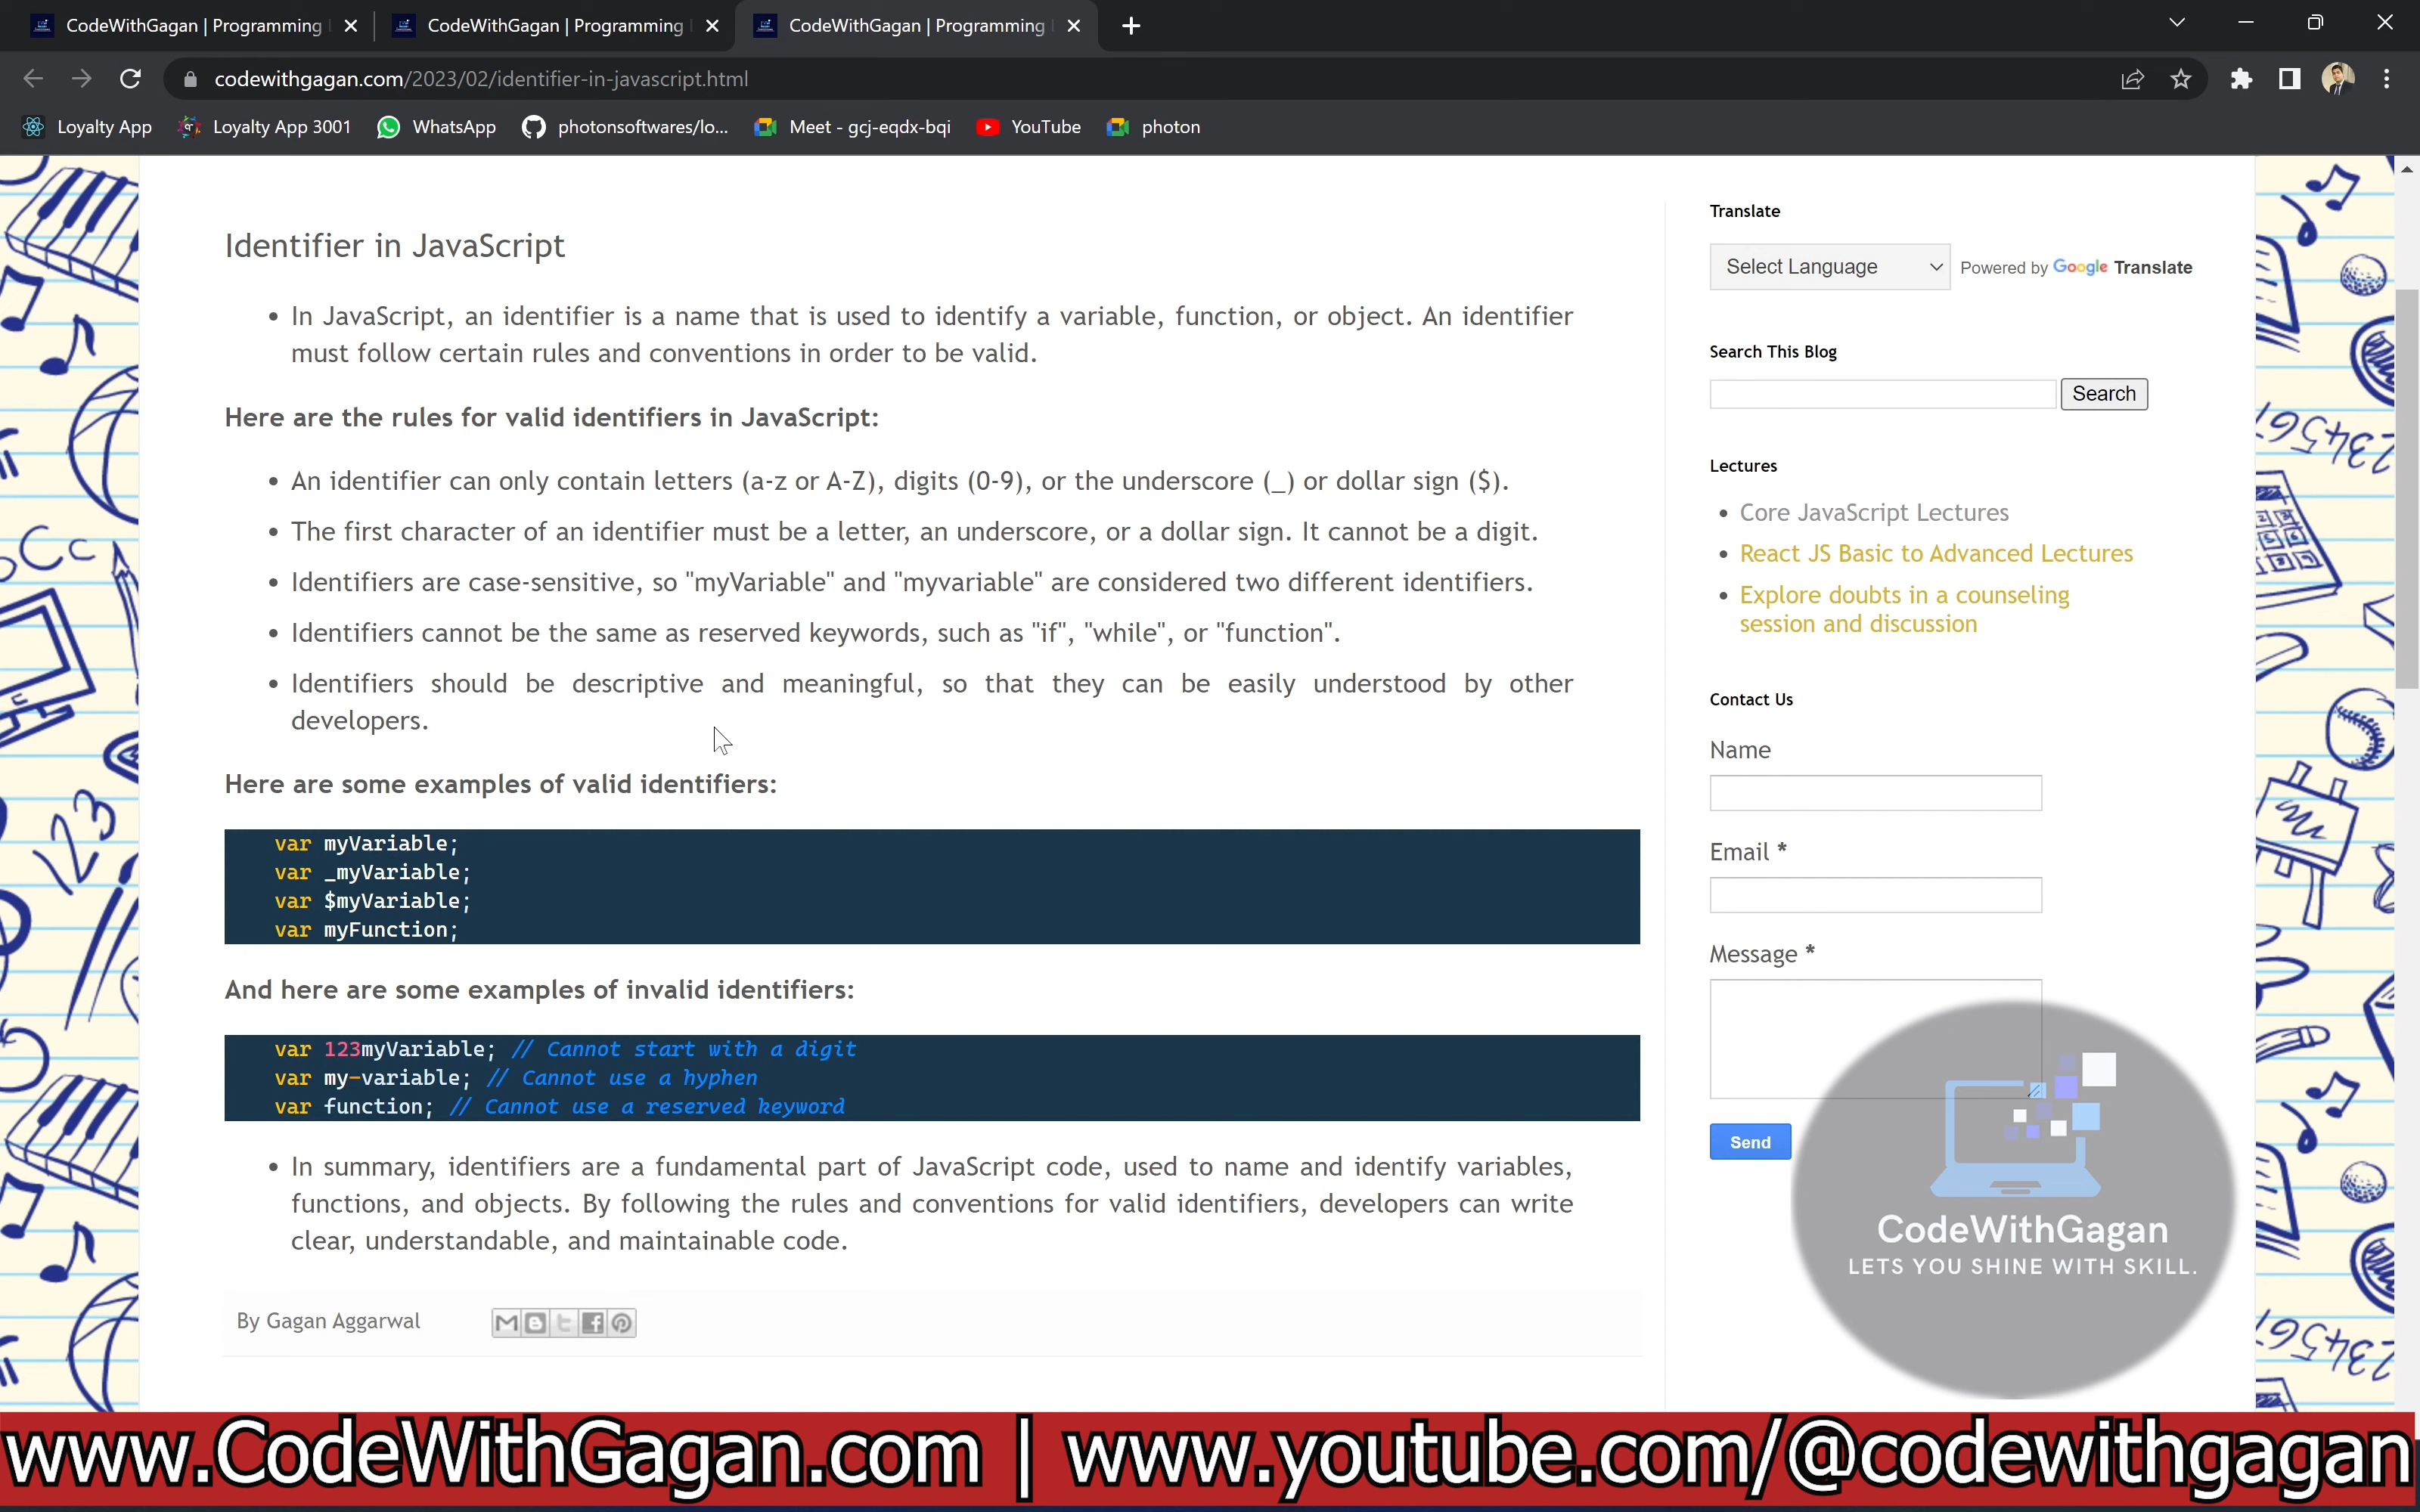 CodeWithGagan | Programming
CodeWithGagan | Programming
CodeWithGagan | Programming
codewithgagan.com/2023/02/identifier-in-javascript.html
Loyalty App
Loyalty App 3001
WhatsApp
photonsoftwares/lo...
Meet - gcj-eqdx-bqi
YouTube
photon
Identifier in JavaScript
• In JavaScript, an identifier is a name that is used to identify a variable, function, or object. An identifier
must follow certain rules and conventions in order to be valid.
Here are the rules for valid identifiers in JavaScript:
• An identifier can only contain letters (a-z or A-Z), digits (0-9), or the underscore (_) or dollar sign ($).
• The first character of an identifier must be a letter, an underscore, or a dollar sign. It cannot be a digit.
• Identifiers are case-sensitive, so "myVariable" and "myvariable" are considered two different identifiers.
• Identifiers cannot be the same as reserved keywords, such as "if", "while", or "function".
• Identifiers should be descriptive and meaningful, so that they can be easily understood by other
developers.
Here are some examples of valid identifiers:
var myVariable;
var _myVariable;
var $myVariable;
var myFunction;
And here are some examples of invalid identifiers:
var 123myVariable; // Cannot start with a digit
var my-variable; // Cannot use a hyphen
var function; // Cannot use a reserved keyword
• In summary, identifiers are a fundamental part of JavaScript code, used to name and identify variables,
functions, and objects. By following the rules and conventions for valid identifiers, developers can write
clear, understandable, and maintainable code.
By Gagan Aggarwal
Translate
Select Language
Powered by Google Translate
Search This Blog
Search
Lectures
• Core JavaScript Lectures
• React JS Basic to Advanced Lectures
• Explore doubts in a counseling
session and discussion
Contact Us
Name
Email *
Message *
Send
CodeWithGagan
LETS YOU SHINE WITH SKILL.
www.CodeWithGagan.com | www.youtube.com/@codewithgagan